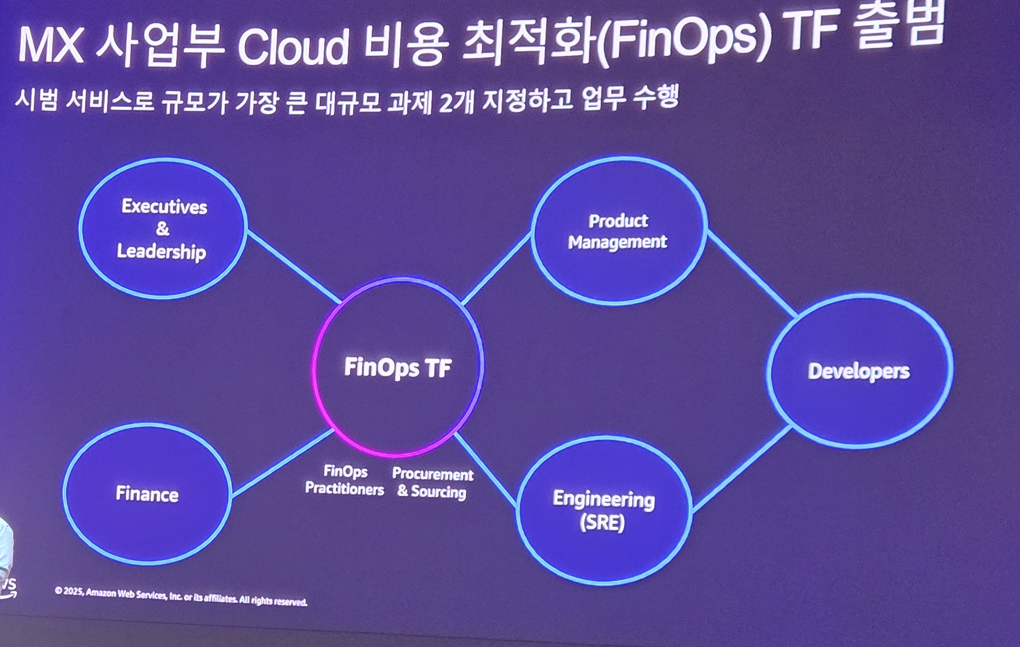 MX 사업부 Cloud 비용 최적화(FinOps) TF 출범
시범 서비스로 규모가 가장 큰 대규모 과제 2개 지정하고 업무 수행
Executives
&
Leadership
Product
Management
FinOps TF
Developers
Finance
FinOps
Practitioners
Procurement
& Sourcing
Engineering
(SRE)
© 2025, Amazon Web Services, Inc. or its affiliates. All rights reserved.